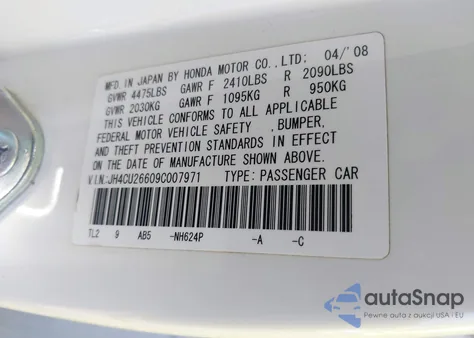 MFD. IN JAPAN BY HONDA MOTOR CO.,LTD: 04/'08
GVWR 4475LBS GAWR F 2410LBS R 2090LBS
GVWR 2030KG GAWR F 1095KG R 950KG
THIS VEHICLE CONFORMS TO ALL APPLICABLE
FEDERAL MOTOR VEHICLE SAFETY ,BUMPER,
AND THEFT PREVENTION STANDARDS IN EFFECT
ON THE DATE OF MANUFACTURE SHOWN ABOVE.
V.I.N:JH4CU26609C007971 TYPE: PASSENGER CAR
TL2 9 AB5 -NH624P -A -C
autoSnap
Pewne auta z aukcji USA i EU